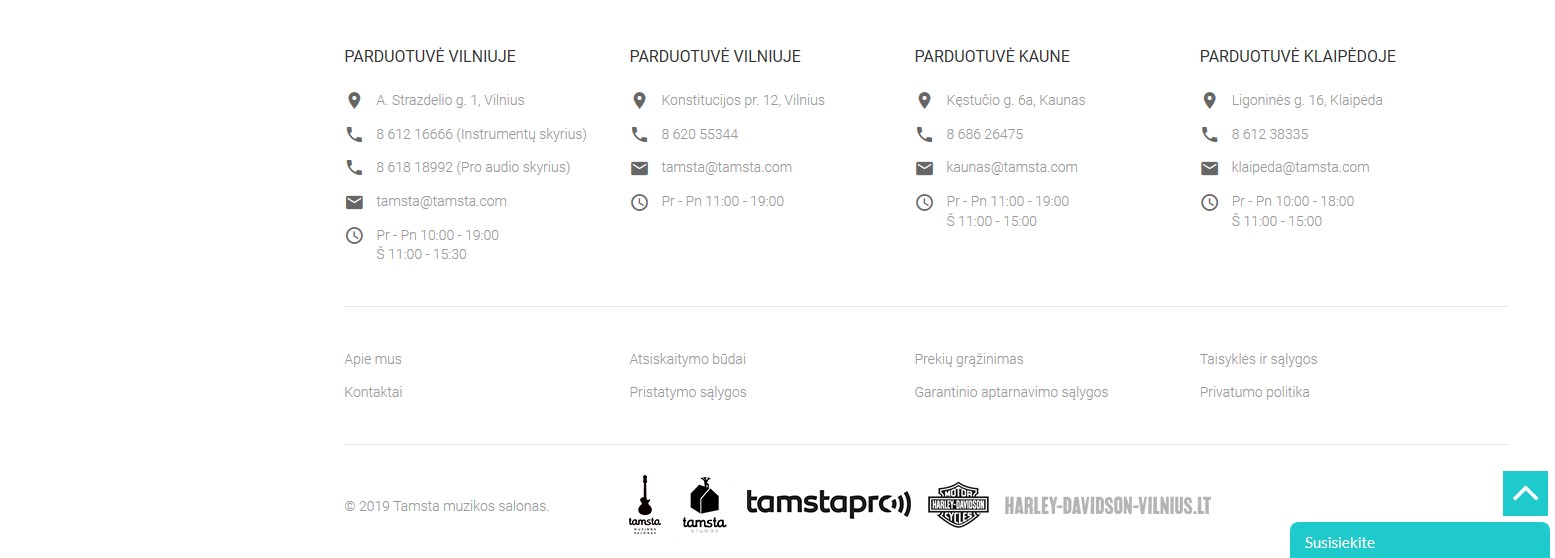 PARDUOTUVĖ VILNIUJE
A. Strazdelio g. 1, Vilnius
8 612 16666 (Instrumentų skyrius)
8 618 18992 (Pro audio skyrius)
tamsta@tamsta.com
Pr - Pn 10:00 - 19:00
Š 11:00 - 15:30
PARDUOTUVĖ VILNIUJE
Konstitucijos pr. 12, Vilnius
8 620 55344
tamsta@tamsta.com
Pr - Pn 11:00 - 19:00
PARDUOTUVĖ KAUNE
Kęstučio g. 6a, Kaunas
8 686 26475
kaunas@tamsta.com
Pr - Pn 11:00 - 19:00
Š 11:00 - 15:00
PARDUOTUVĖ KLAIPĖDOJE
Ligoninės g. 16, Klaipėda
8 612 38335
klaipeda@tamsta.com
Pr - Pn 10:00 - 18:00
Š 11:00 - 15:00
Apie mus
Kontaktai
Atsiskaitymo būdai
Pristatymo sąlygos
Prekių grąžinimas
Garantinio aptarnavimo sąlygos
Taisyklės ir sąlygos
Privatumo politika
© 2019 Tamsta muzikos salonas.
tamsta
MUZIKOS
SALONAS
tamsta
STUDOS
tamstapro
MOTOR
HARLEY-DAVIDSON
CYCLES
HARLEY-DAVIDSON-VILNIUS.LT
Susisiekite